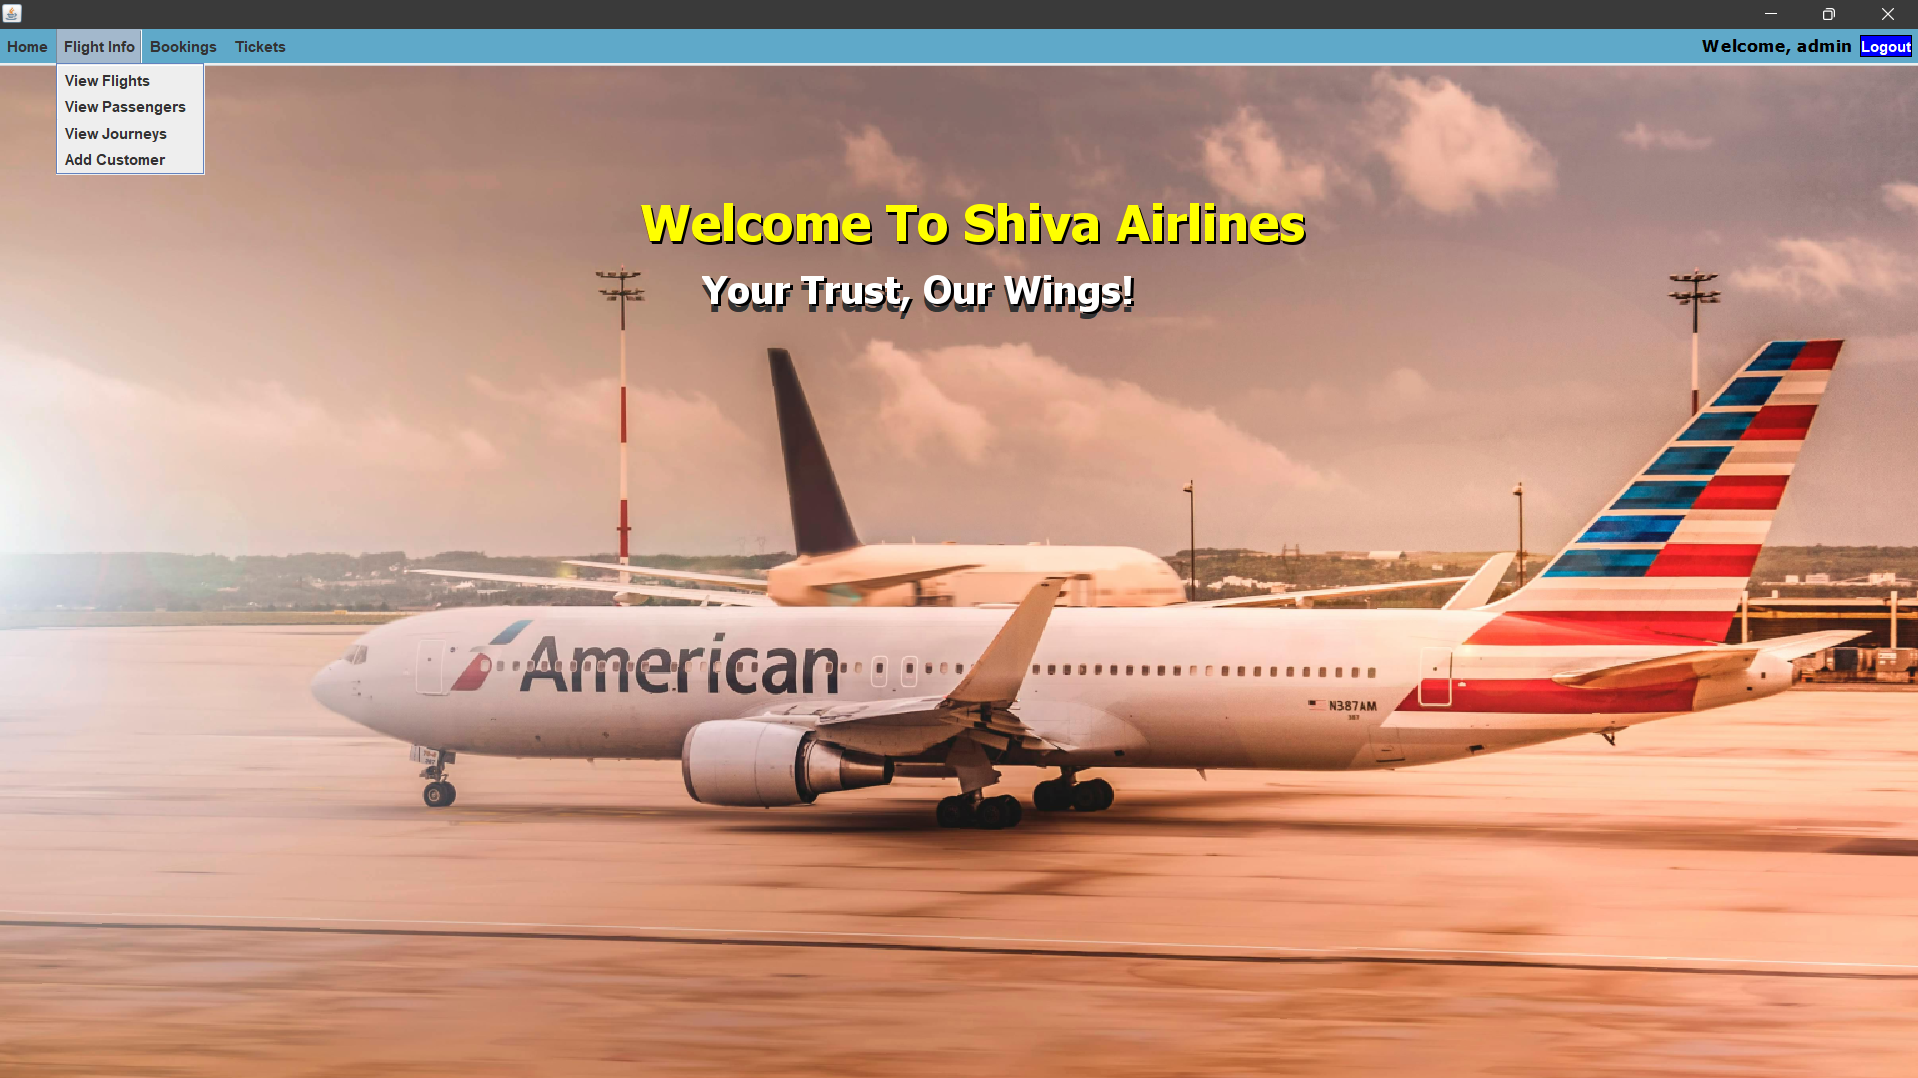 Home Flight Info Bookings Tickets Welcome, admin Logout
View Flights
View Passengers
View Journeys
Add Customer
Welcome To Shiva Airlines
Your Trust, Our Wings!
American
N387AM